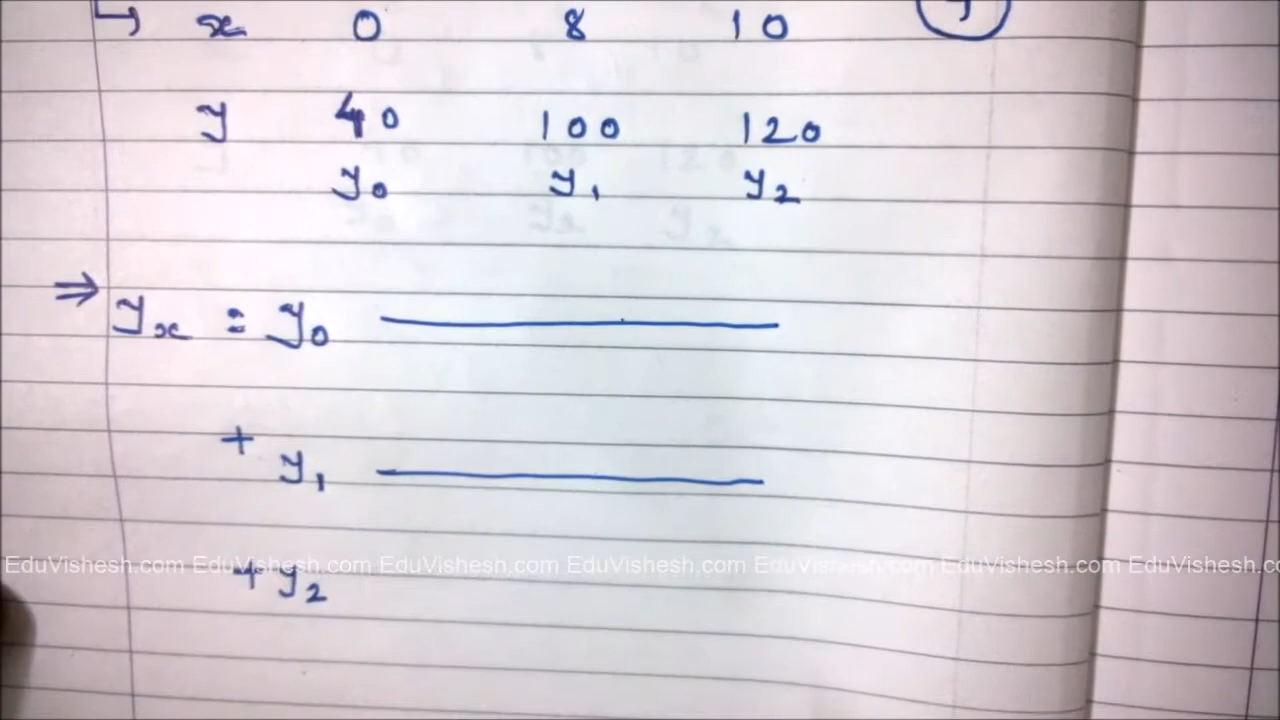 x 0 8 10
y 40 100 120
y₀ y₁ y₂
⇒ yₓ = y₀ ———
+ y₁ ———
EduVishesh.com EduVishesh.com EduVishesh.com EduVishesh.com EduVishesh.com EduVishesh.com EduVishesh.co
+ y₂